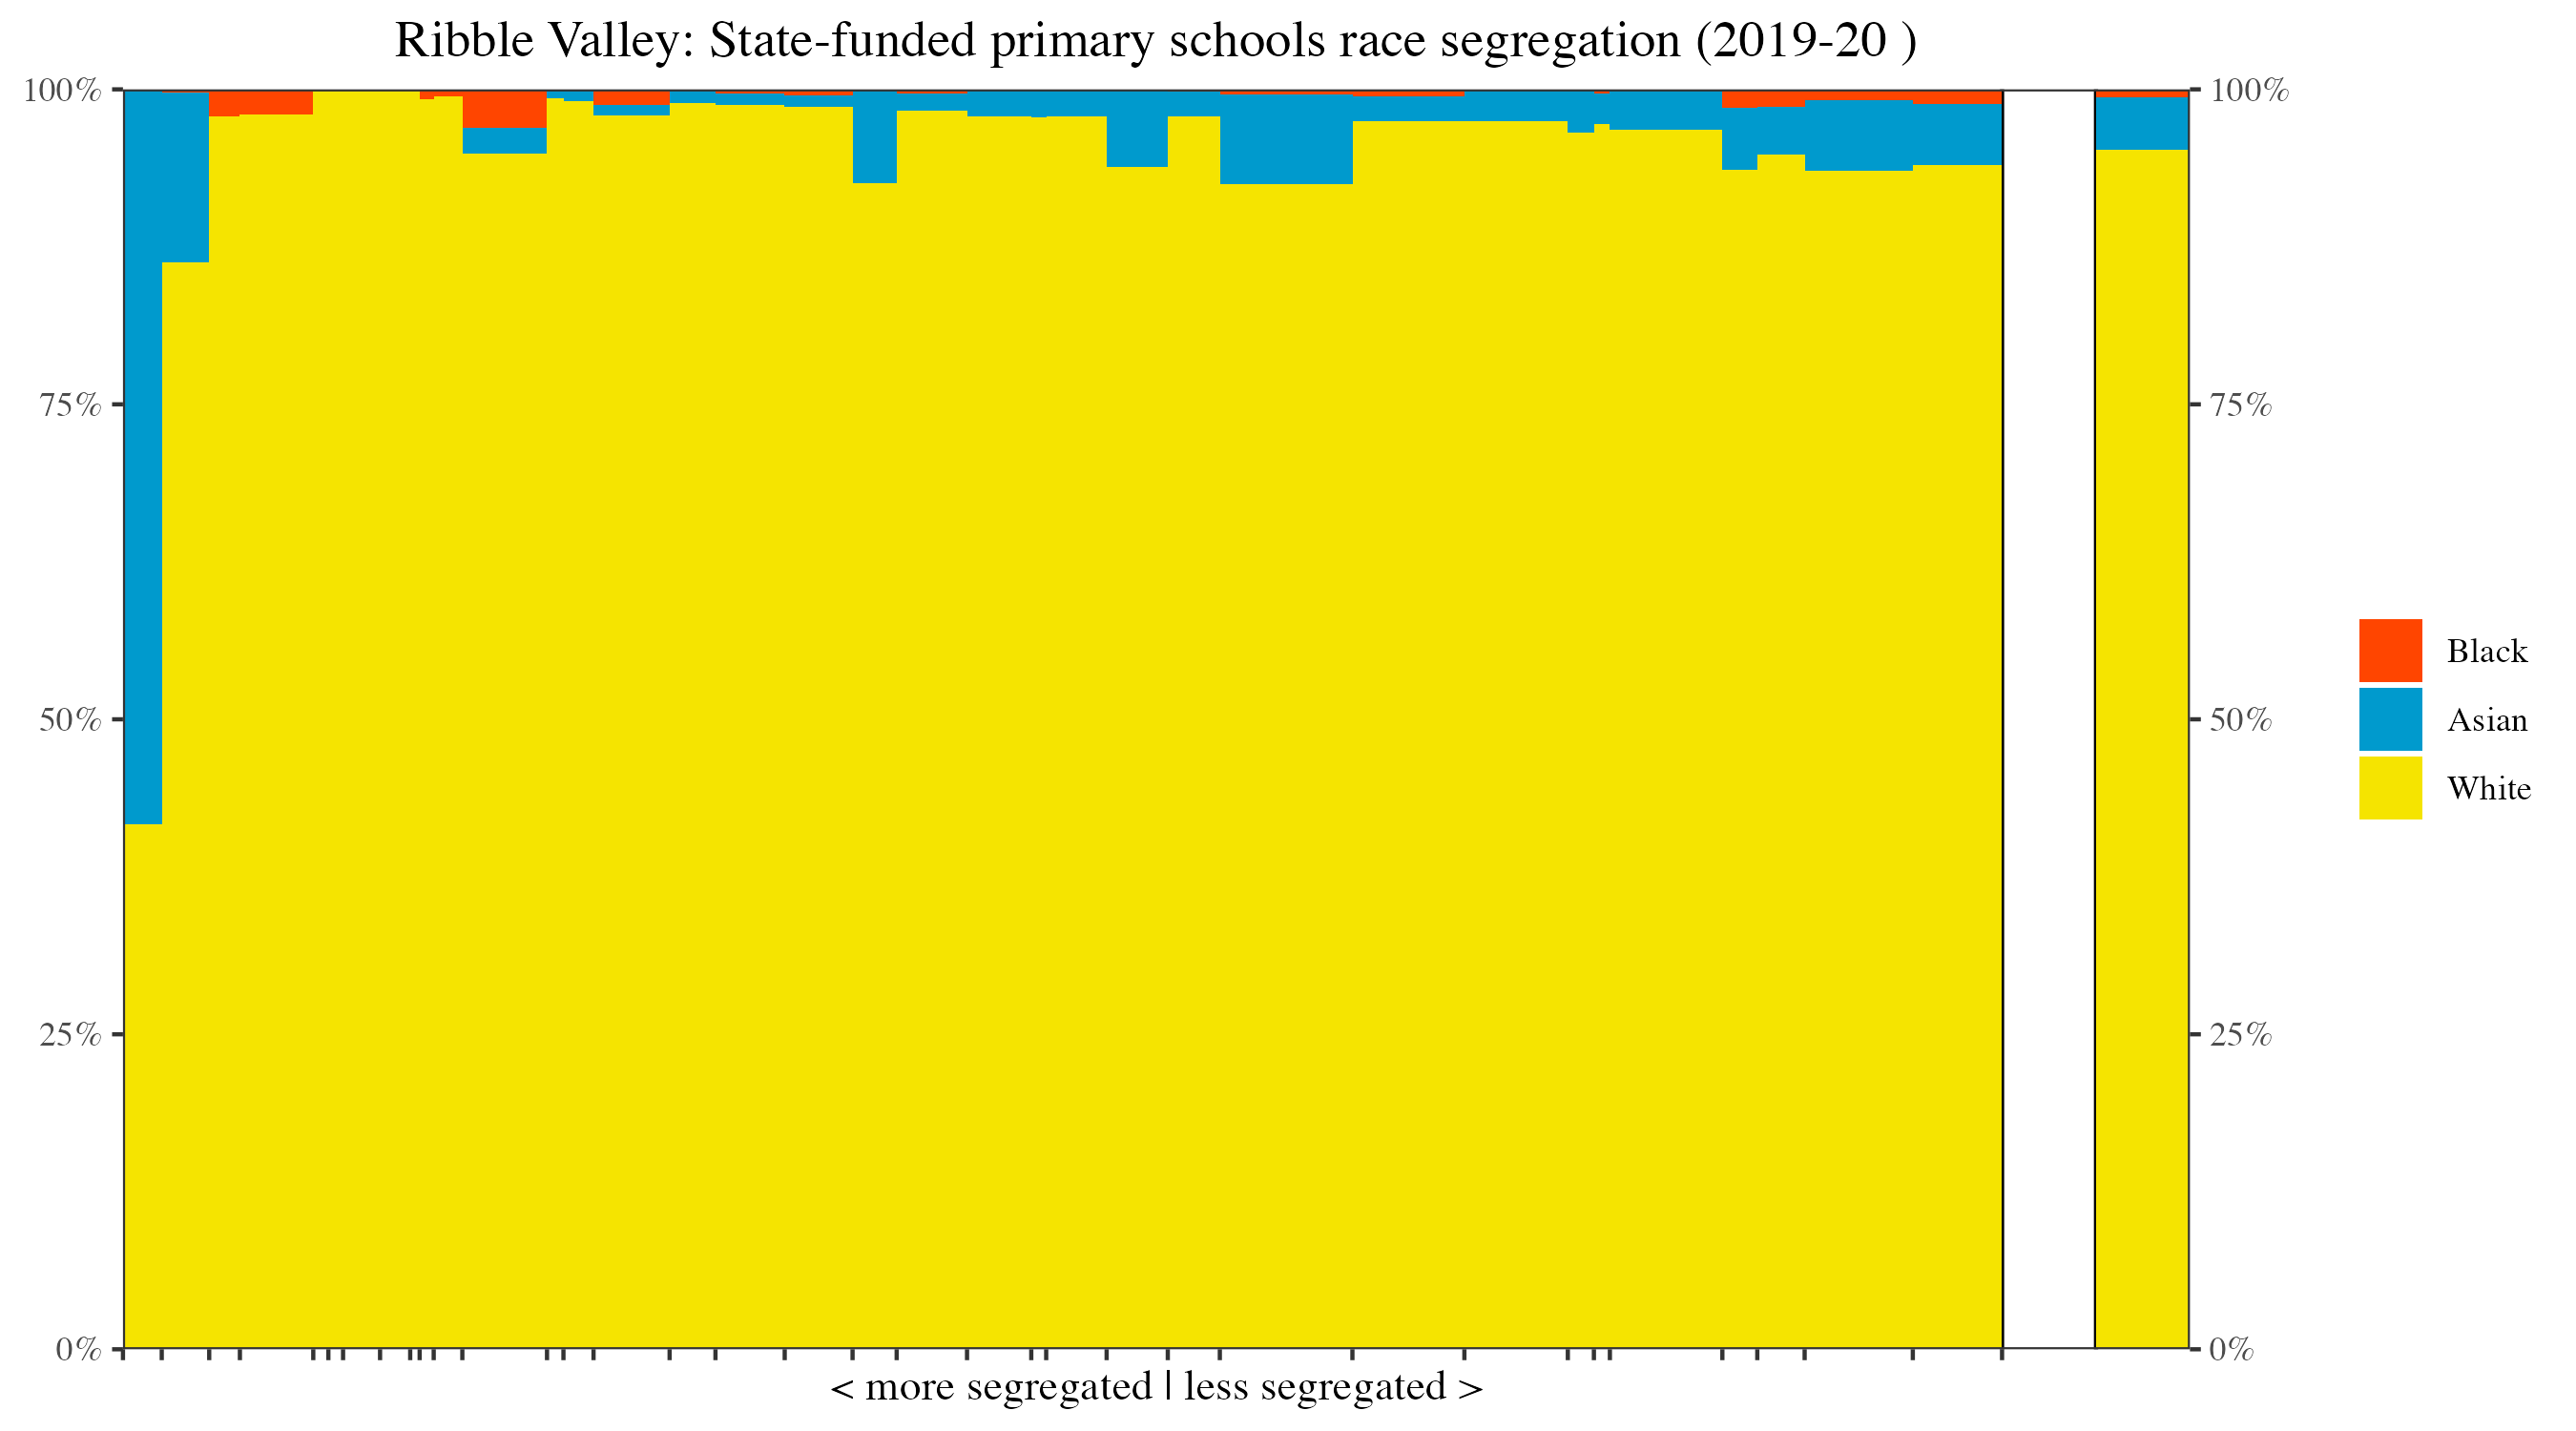 Ribble Valley: State-funded primary schools race segregation (2019-20 )
100%
75%
50%
25%
0%
100%
75%
50%
25%
0%
Black
Asian
White
< more segregated | less segregated >